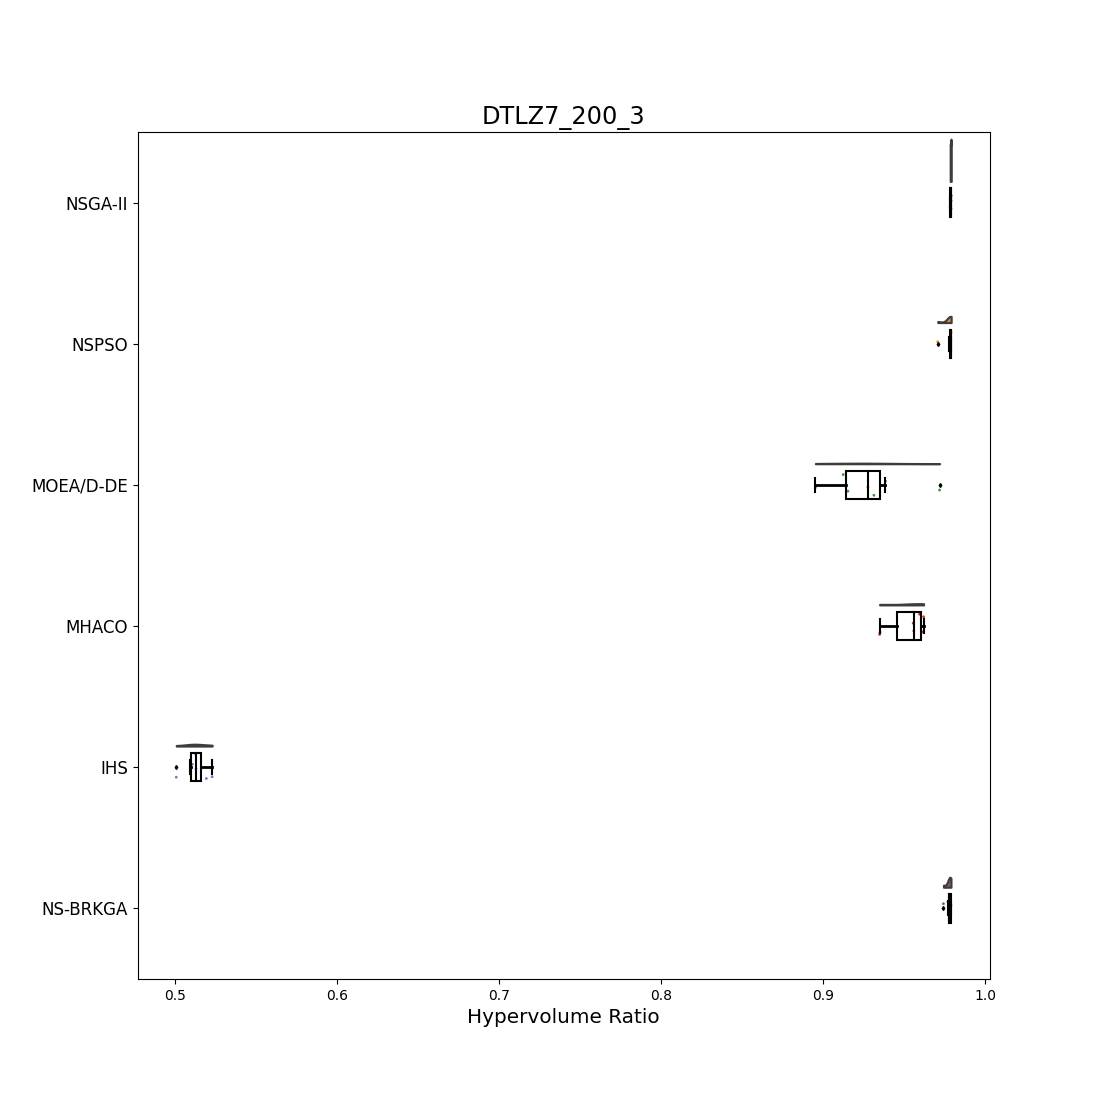 DTLZ7_200_3
NSGA-II
NSPSO
MOEA/D-DE
MHACO
IHS
NS-BRKGA
0.5 0.6 0.7 0.8 0.9 1.0
Hypervolume Ratio